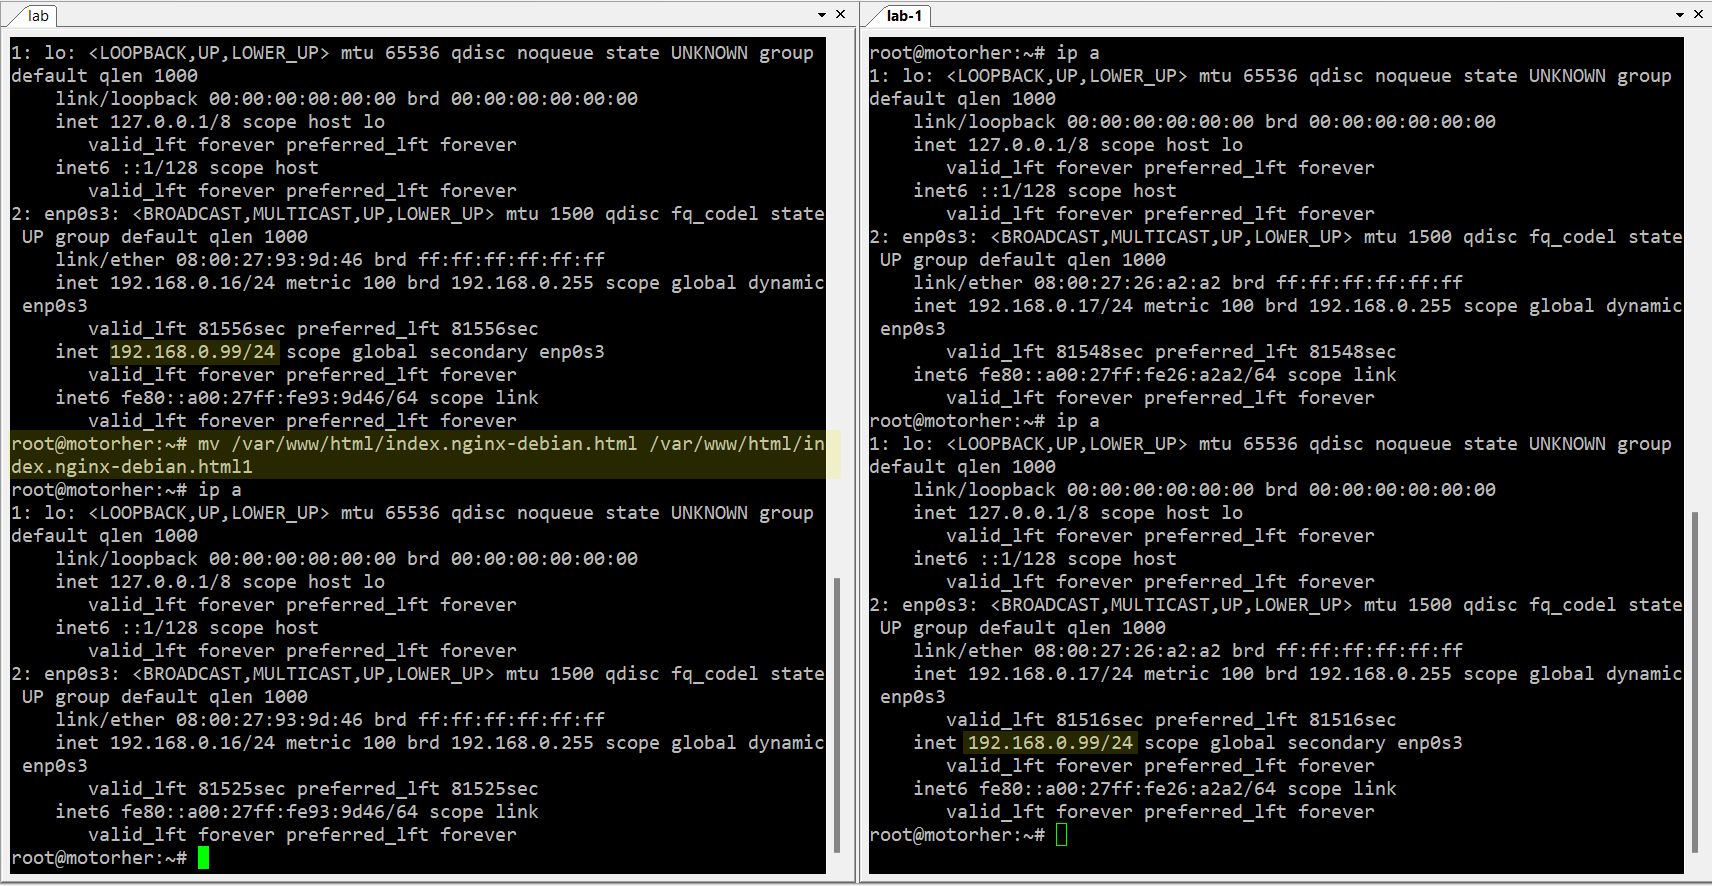 lab
1: lo: <LOOPBACK,UP,LOWER_UP> mtu 65536 qdisc noqueue state UNKNOWN group
default qlen 1000
    link/loopback 00:00:00:00:00:00 brd 00:00:00:00:00:00
    inet 127.0.0.1/8 scope host lo
       valid_lft forever preferred_lft forever
    inet6 ::1/128 scope host
       valid_lft forever preferred_lft forever
2: enp0s3: <BROADCAST,MULTICAST,UP,LOWER_UP> mtu 1500 qdisc fq_codel state
 UP group default qlen 1000
    link/ether 08:00:27:93:9d:46 brd ff:ff:ff:ff:ff:ff
    inet 192.168.0.16/24 metric 100 brd 192.168.0.255 scope global dynamic
 enp0s3
       valid_lft 81556sec preferred_lft 81556sec
    inet 192.168.0.99/24 scope global secondary enp0s3
       valid_lft forever preferred_lft forever
    inet6 fe80::a00:27ff:fe93:9d46/64 scope link
       valid_lft forever preferred_lft forever
root@motorher:~# mv /var/www/html/index.nginx-debian.html /var/www/html/in
dex.nginx-debian.html1
root@motorher:~# ip a
1: lo: <LOOPBACK,UP,LOWER_UP> mtu 65536 qdisc noqueue state UNKNOWN group
default qlen 1000
    link/loopback 00:00:00:00:00:00 brd 00:00:00:00:00:00
    inet 127.0.0.1/8 scope host lo
       valid_lft forever preferred_lft forever
    inet6 ::1/128 scope host
       valid_lft forever preferred_lft forever
2: enp0s3: <BROADCAST,MULTICAST,UP,LOWER_UP> mtu 1500 qdisc fq_codel state
 UP group default qlen 1000
    link/ether 08:00:27:93:9d:46 brd ff:ff:ff:ff:ff:ff
    inet 192.168.0.16/24 metric 100 brd 192.168.0.255 scope global dynamic
 enp0s3
       valid_lft 81525sec preferred_lft 81525sec
    inet6 fe80::a00:27ff:fe93:9d46/64 scope link
       valid_lft forever preferred_lft forever
root@motorher:~#
lab-1
root@motorher:~# ip a
1: lo: <LOOPBACK,UP,LOWER_UP> mtu 65536 qdisc noqueue state UNKNOWN group
default qlen 1000
    link/loopback 00:00:00:00:00:00 brd 00:00:00:00:00:00
    inet 127.0.0.1/8 scope host lo
       valid_lft forever preferred_lft forever
    inet6 ::1/128 scope host
       valid_lft forever preferred_lft forever
2: enp0s3: <BROADCAST,MULTICAST,UP,LOWER_UP> mtu 1500 qdisc fq_codel state
 UP group default qlen 1000
    link/ether 08:00:27:26:a2:a2 brd ff:ff:ff:ff:ff:ff
    inet 192.168.0.17/24 metric 100 brd 192.168.0.255 scope global dynamic
 enp0s3
       valid_lft 81548sec preferred_lft 81548sec
    inet6 fe80::a00:27ff:fe26:a2a2/64 scope link
       valid_lft forever preferred_lft forever
root@motorher:~# ip a
1: lo: <LOOPBACK,UP,LOWER_UP> mtu 65536 qdisc noqueue state UNKNOWN group
default qlen 1000
    link/loopback 00:00:00:00:00:00 brd 00:00:00:00:00:00
    inet 127.0.0.1/8 scope host lo
       valid_lft forever preferred_lft forever
    inet6 ::1/128 scope host
       valid_lft forever preferred_lft forever
2: enp0s3: <BROADCAST,MULTICAST,UP,LOWER_UP> mtu 1500 qdisc fq_codel state
 UP group default qlen 1000
    link/ether 08:00:27:26:a2:a2 brd ff:ff:ff:ff:ff:ff
    inet 192.168.0.17/24 metric 100 brd 192.168.0.255 scope global dynamic
 enp0s3
       valid_lft 81516sec preferred_lft 81516sec
    inet 192.168.0.99/24 scope global secondary enp0s3
       valid_lft forever preferred_lft forever
    inet6 fe80::a00:27ff:fe26:a2a2/64 scope link
       valid_lft forever preferred_lft forever
root@motorher:~#